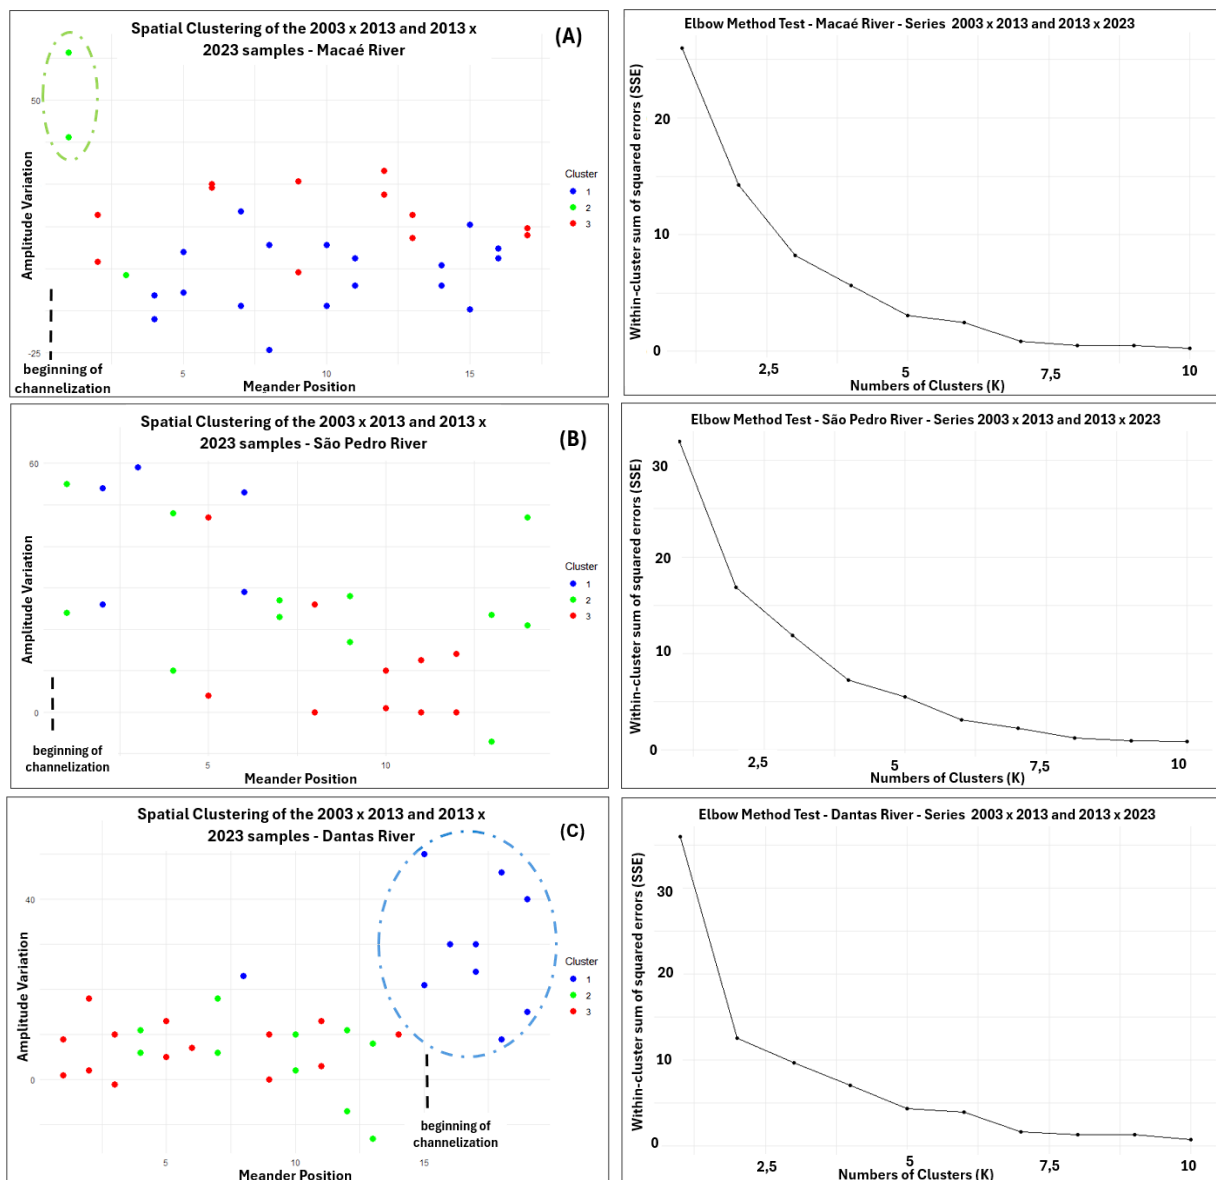 Spatial Clustering of the 2003 x 2013 and 2013 x
2023 samples - Macaé River
(A)
Amplitude Variation
50
-25
beginning of
channelization
5
10
15
Meander Position
Cluster
1
2
3
Elbow Method Test - Macaé River - Series 2003 x 2013 and 2013 x 2023
Within-cluster sum of squared errors (SSE)
20
10
0
2,5
5
7,5
10
Numbers of Clusters (K)
Spatial Clustering of the 2003 x 2013 and 2013 x
2023 samples - São Pedro River
(B)
Amplitude Variation
60
0
beginning of
channelization
5
10
Meander Position
Cluster
1
2
3
Elbow Method Test - São Pedro River - Series 2003 x 2013 and 2013 x 2023
Within-cluster sum of squared errors (SSE)
30
20
10
0
2,5
5
7,5
10
Numbers of Clusters (K)
Spatial Clustering of the 2003 x 2013 and 2013 x
2023 samples - Dantas River
(C)
Amplitude Variation
40
0
beginning of
channelization
5
10
15
Meander Position
Cluster
1
2
3
Elbow Method Test - Dantas River - Series 2003 x 2013 and 2013 x 2023
Within-cluster sum of squared errors (SSE)
30
20
10
0
2,5
5
7,5
10
Numbers of Clusters (K)